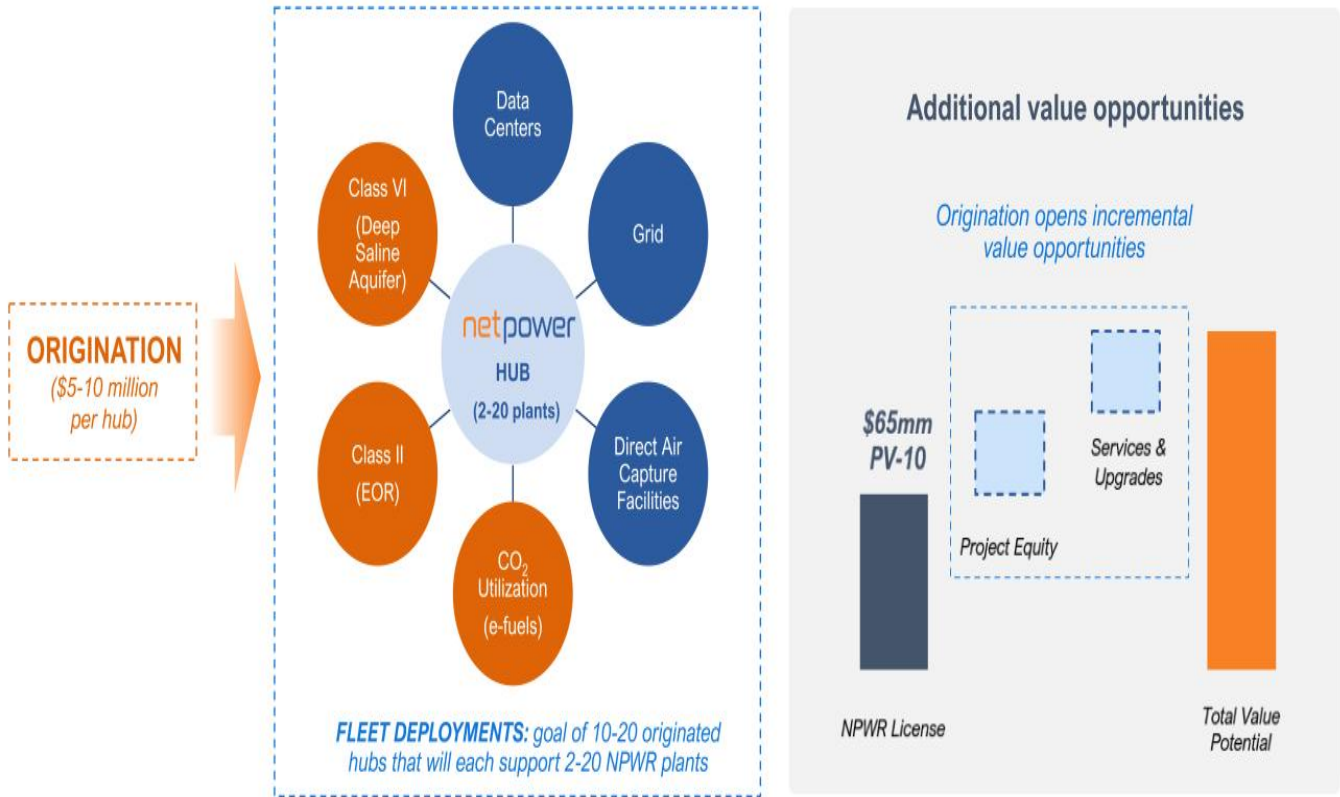 ORIGINATION
($5-10 million
per hub)
Data
Centers
Class VI
(Deep
Saline
Aquifer)
Grid
netpower
HUB
(2-20 plants)
Class II
(EOR)
Direct Air
Capture
Facilities
CO₂
Utilization
(e-fuels)
FLEET DEPLOYMENTS: goal of 10-20 originated
hubs that will each support 2-20 NPWR plants
Additional value opportunities
Origination opens incremental
value opportunities
$65mm
PV-10
Services &
Upgrades
Project Equity
NPWR License
Total Value
Potential